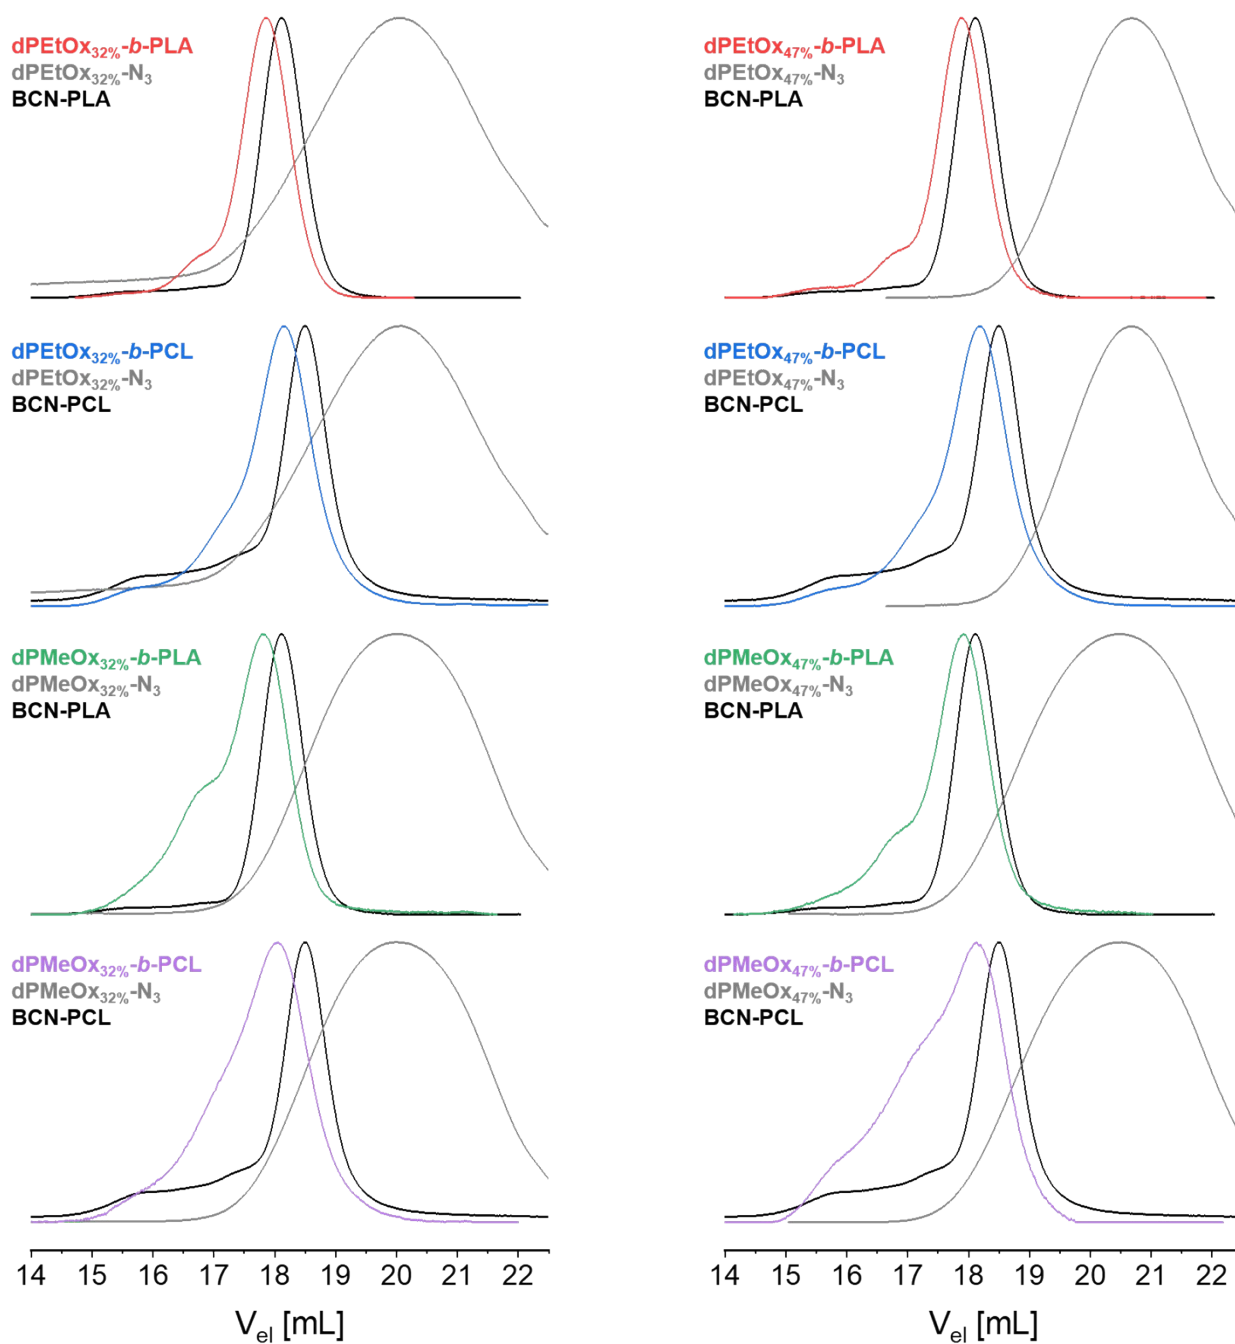 dPEtOx32%-b-PLA
dPEtOx32%-N3
BCN-PLA
dPEtOx47%-b-PLA
dPEtOx47%-N3
BCN-PLA
dPEtOx32%-b-PCL
dPEtOx32%-N3
BCN-PCL
dPEtOx47%-b-PCL
dPEtOx47%-N3
BCN-PCL
dPMeOx32%-b-PLA
dPMeOx32%-N3
BCN-PLA
dPMeOx47%-b-PLA
dPMeOx47%-N3
BCN-PLA
dPMeOx32%-b-PCL
dPMeOx32%-N3
BCN-PCL
dPMeOx47%-b-PCL
dPMeOx47%-N3
BCN-PCL
14 15 16 17 18 19 20 21 22
Vel [mL]
14 15 16 17 18 19 20 21 22
Vel [mL]